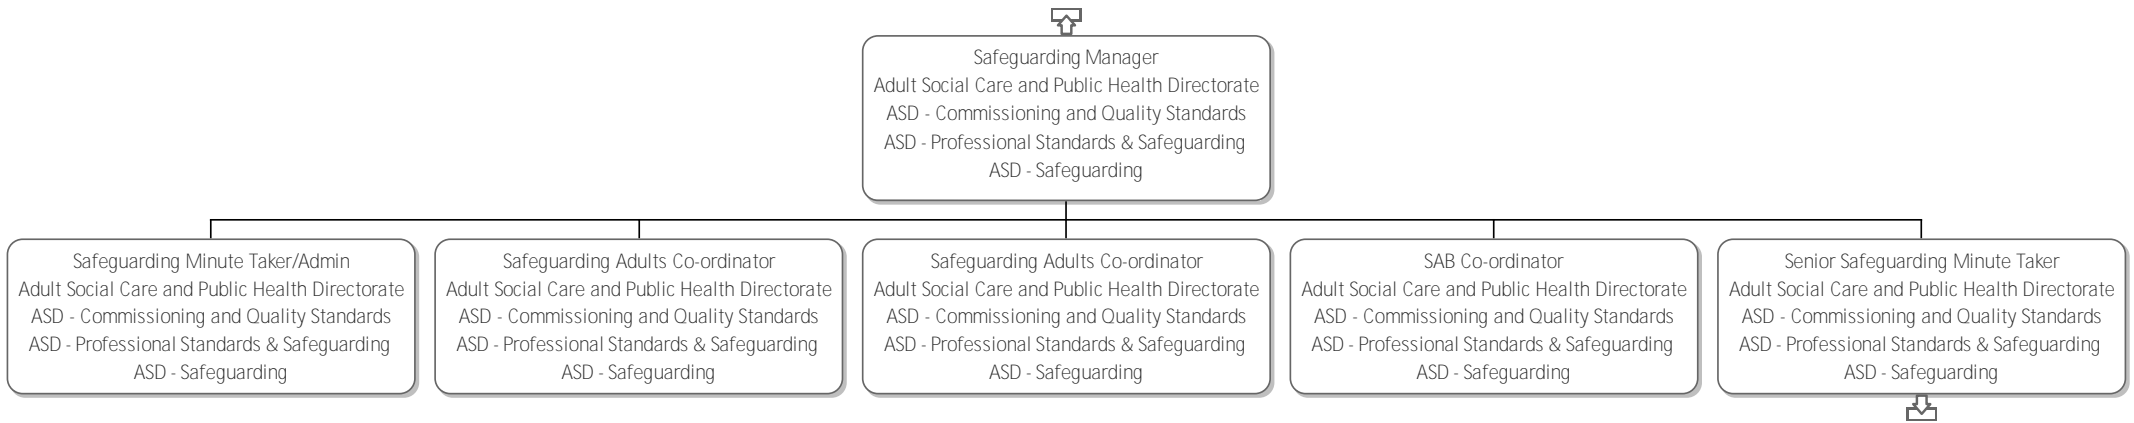 Safeguarding Manager
Adult Social Care and Public Health Directorate
ASD - Commissioning and Quality Standards
ASD - Professional Standards & Safeguarding
ASD - Safeguarding
Safeguarding Minute Taker/Admin
Adult Social Care and Public Health Directorate
ASD - Commissioning and Quality Standards
ASD - Professional Standards & Safeguarding
ASD - Safeguarding
Safeguarding Adults Co-ordinator
Adult Social Care and Public Health Directorate
ASD - Commissioning and Quality Standards
ASD - Professional Standards & Safeguarding
ASD - Safeguarding
Safeguarding Adults Co-ordinator
Adult Social Care and Public Health Directorate
ASD - Commissioning and Quality Standards
ASD - Professional Standards & Safeguarding
ASD - Safeguarding
SAB Co-ordinator
Adult Social Care and Public Health Directorate
ASD - Commissioning and Quality Standards
ASD - Professional Standards & Safeguarding
ASD - Safeguarding
Senior Safeguarding Minute Taker
Adult Social Care and Public Health Directorate
ASD - Commissioning and Quality Standards
ASD - Professional Standards & Safeguarding
ASD - Safeguarding